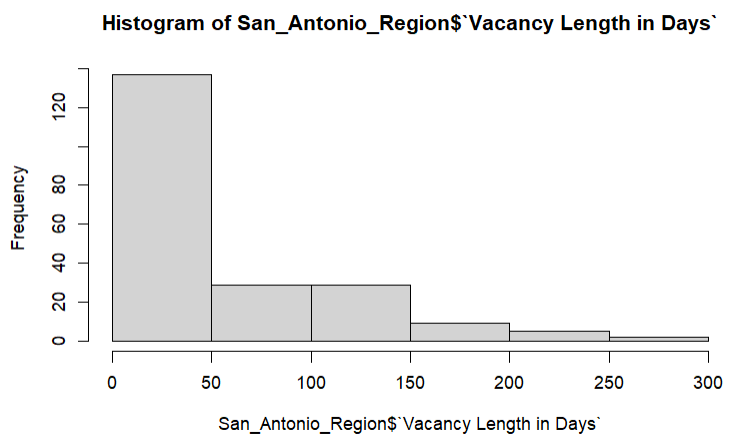 Histogram of San_Antonio_Region$`Vacancy Length in Days`
Frequency
120
80
60
40
20
0
0 50 100 150 200 250 300
San_Antonio_Region$`Vacancy Length in Days`